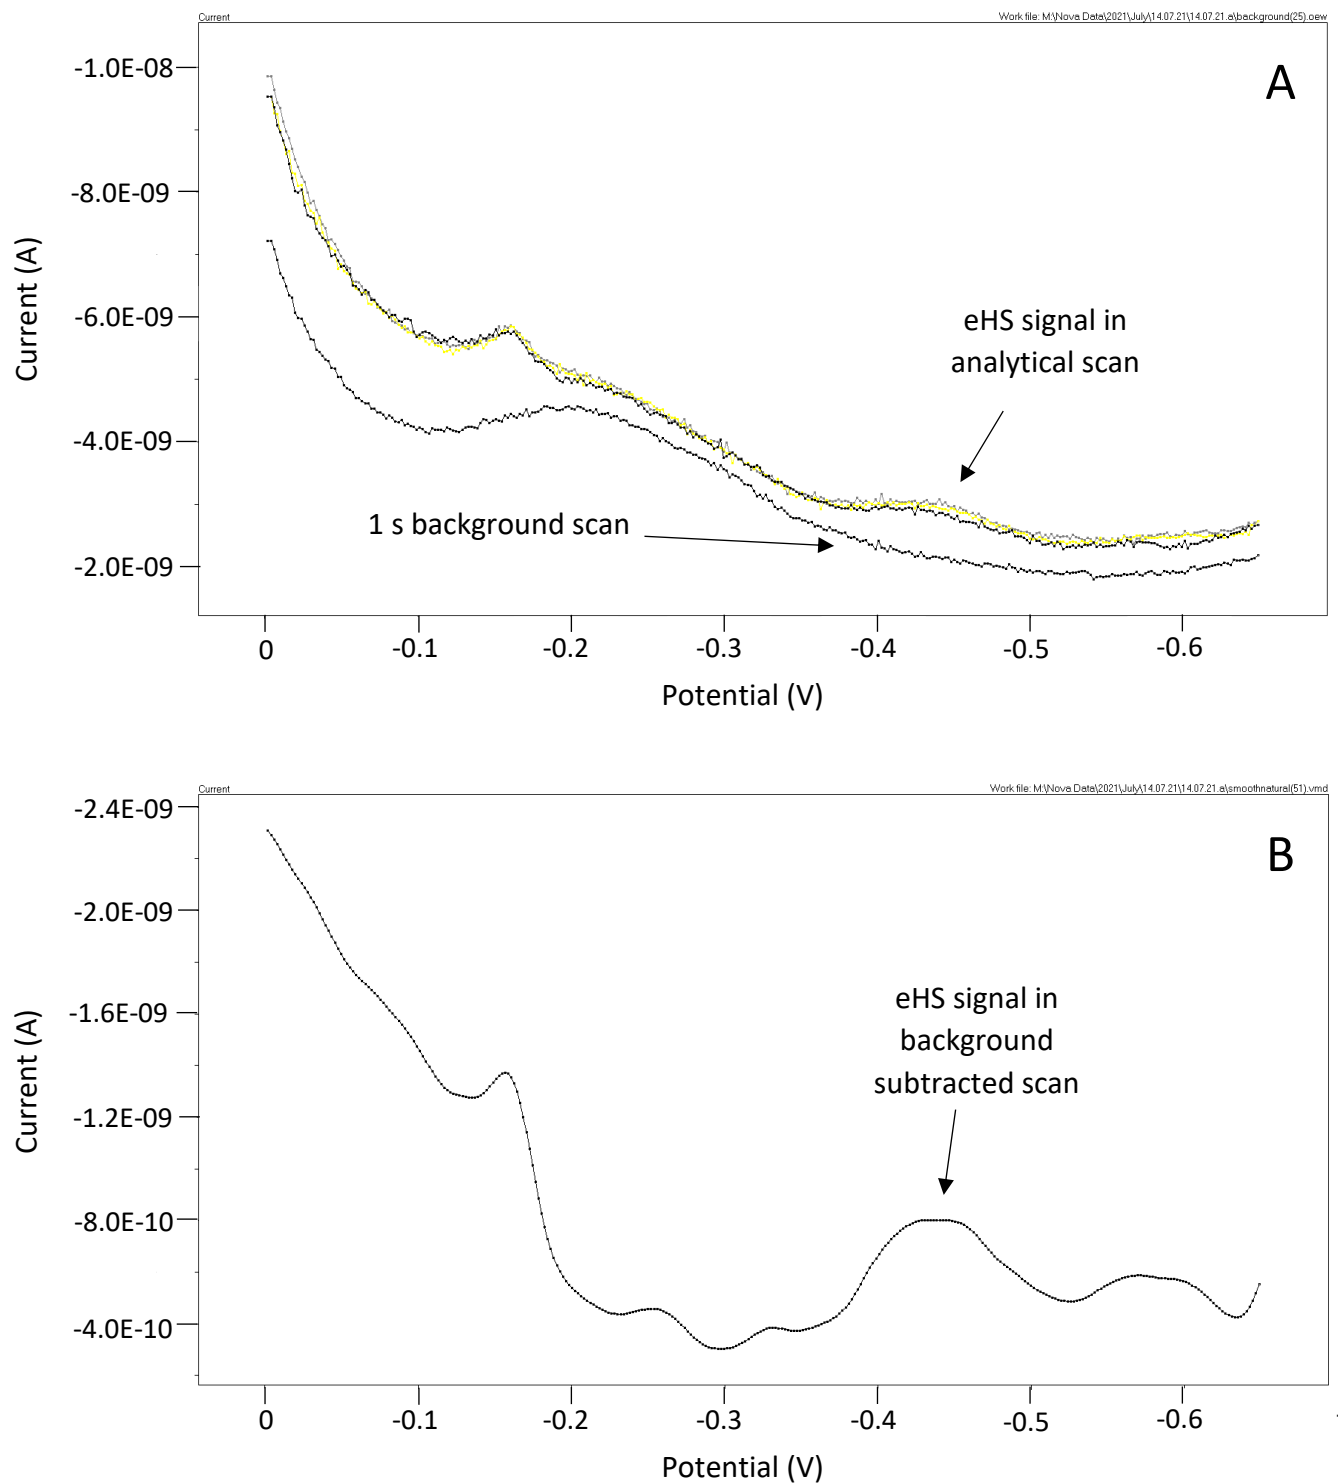 Current
Work file: M:\Nova Data\2021\July\14.07.21\14.07.21.a\background(25).oew
A
-1.0E-08
-8.0E-09
-6.0E-09
-4.0E-09
-2.0E-09
Current (A)
eHS signal in
analytical scan
1 s background scan
0
-0.1
-0.2
-0.3
-0.4
-0.5
-0.6
Potential (V)
Current
Work file: M:\Nova Data\2021\July\14.07.21\14.07.21.a\smoothnatural(51).vmd
B
-2.4E-09
-2.0E-09
-1.6E-09
-1.2E-09
-8.0E-10
-4.0E-10
Current (A)
eHS signal in
background
subtracted scan
0
-0.1
-0.2
-0.3
-0.4
-0.5
-0.6
Potential (V)